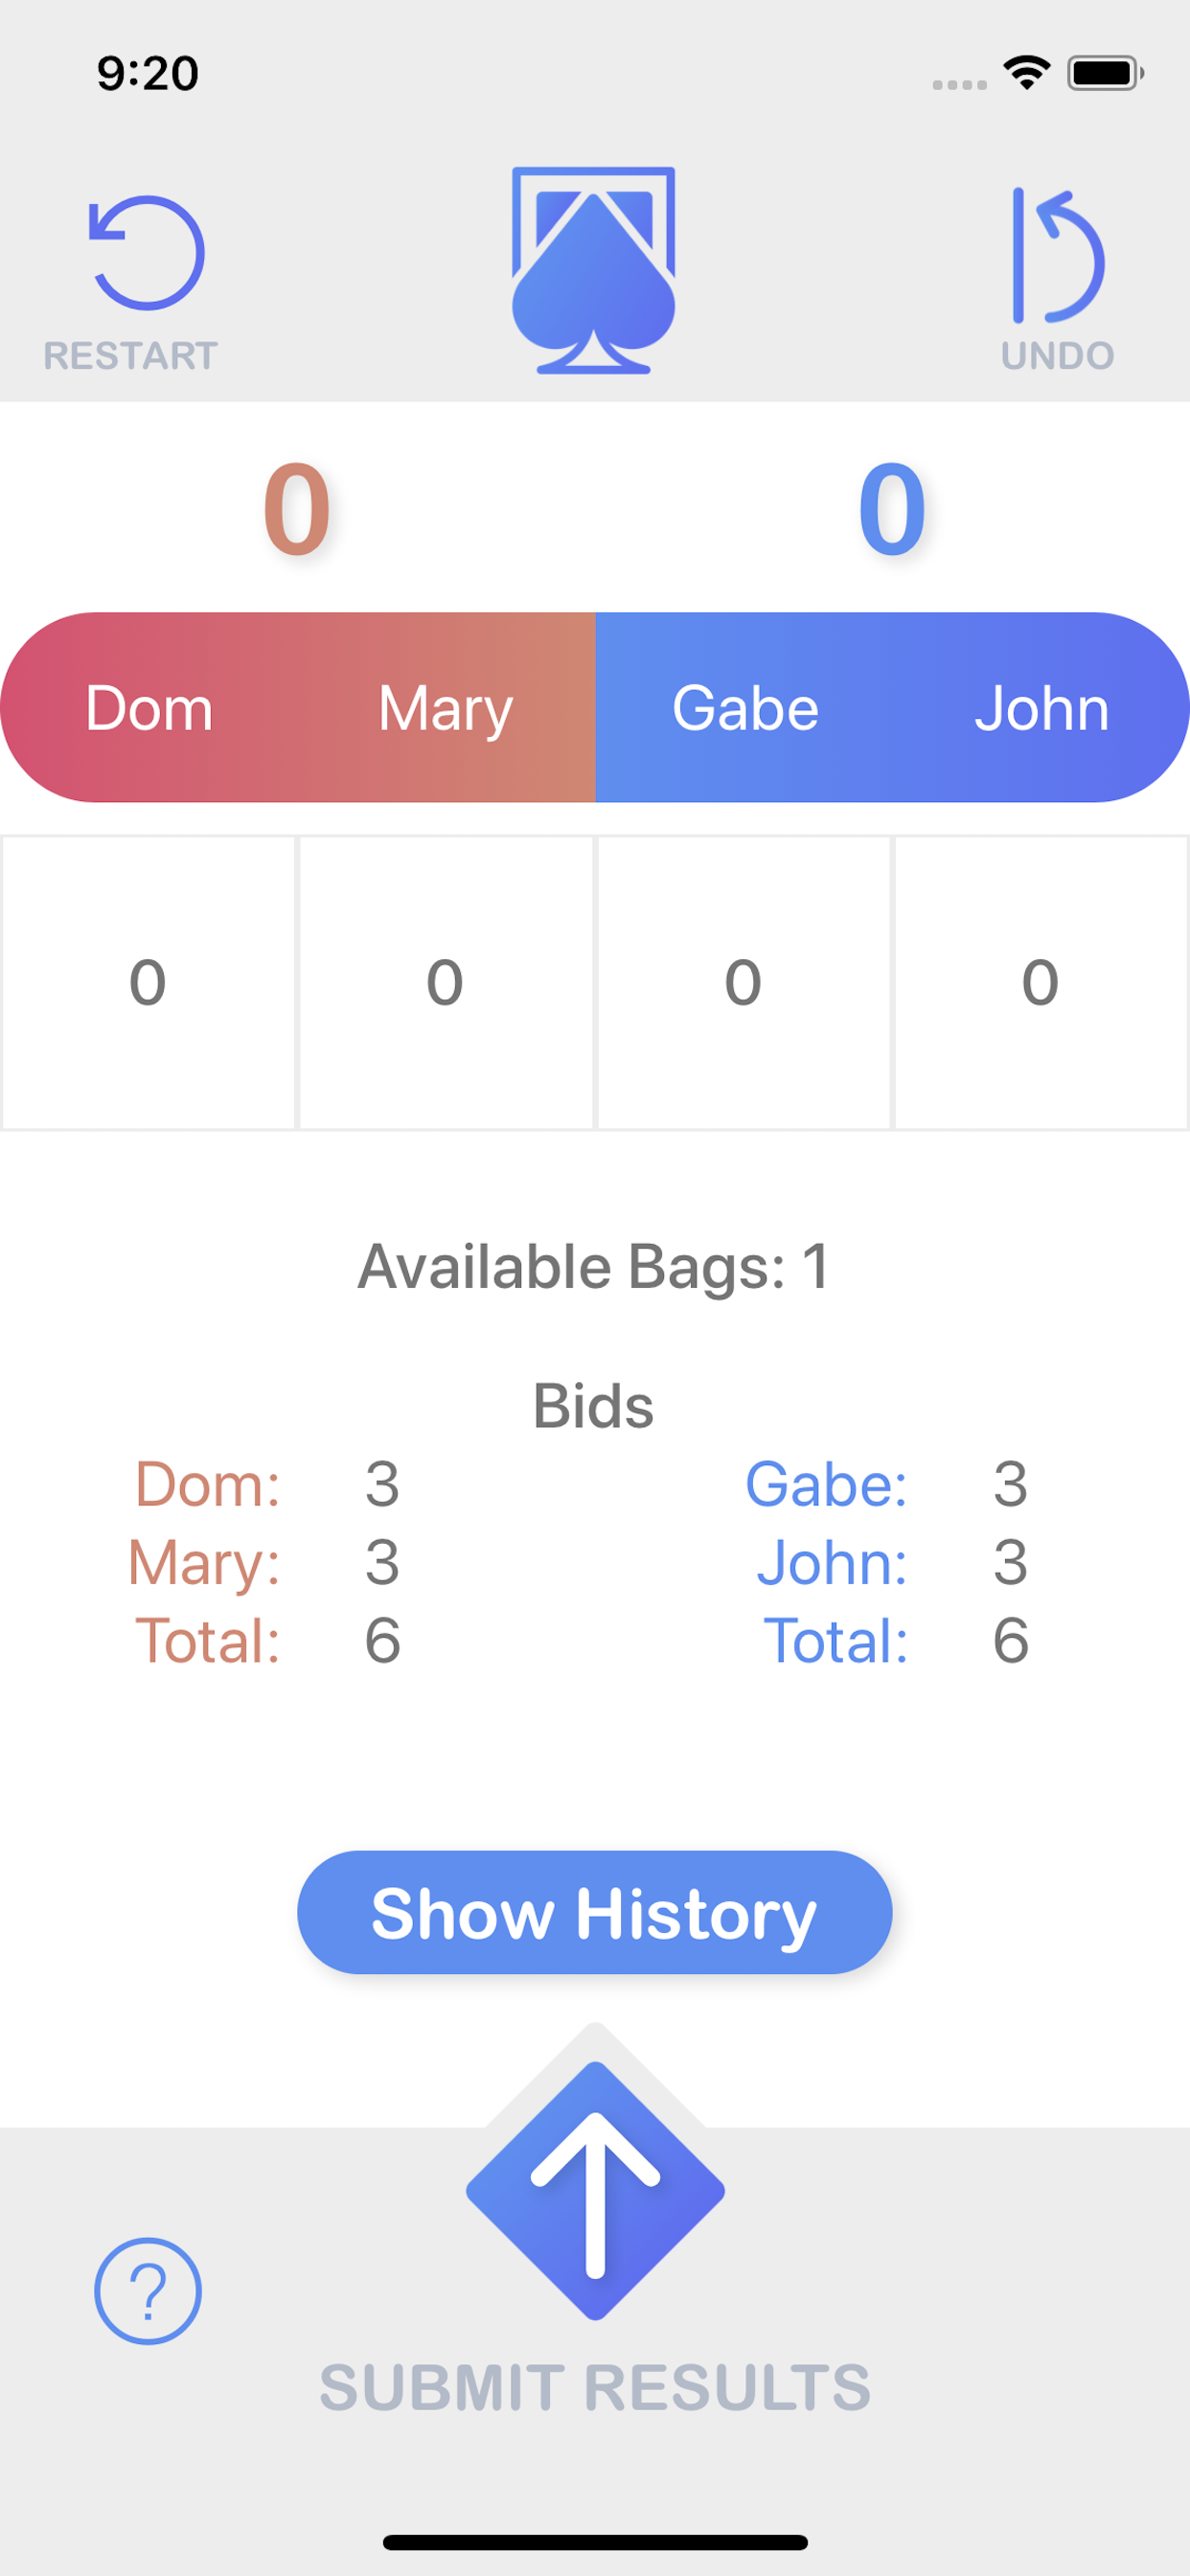 9:20
RESTART
UNDO
0 0
Dom Mary Gabe John
0 0 0 0
Available Bags: 1
Bids
Dom: 3 Gabe: 3
Mary: 3 John: 3
Total: 6 Total: 6
Show History
?
SUBMIT RESULTS